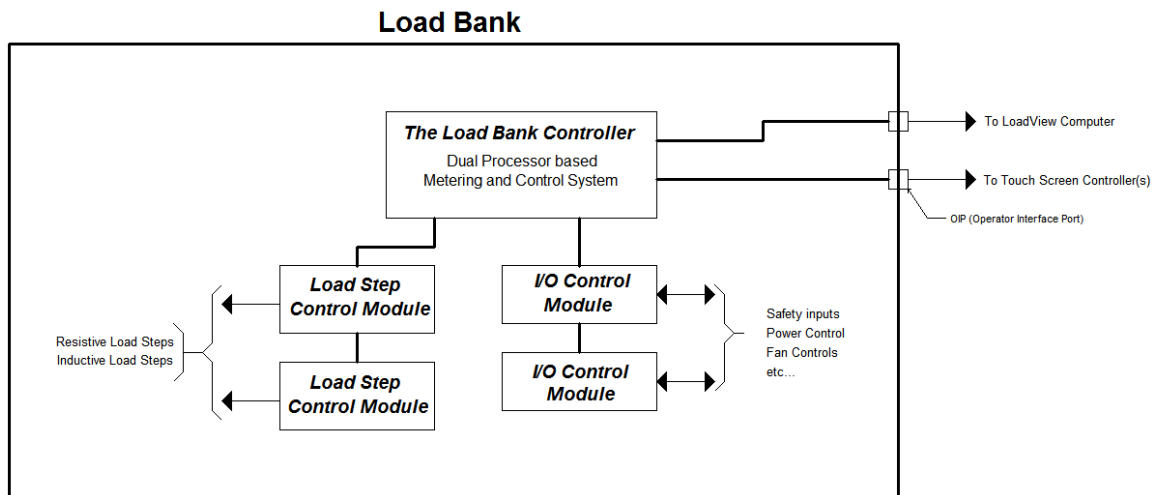 Load Bank
The Load Bank Controller
Dual Processor based
Metering and Control System
To LoadView Computer
To Touch Screen Controller(s)
OIP (Operator Interface Port)
Load Step
Control Module
I/O Control
Module
Resistive Load Steps
Inductive Load Steps
Safety inputs
Power Control
Fan Controls
etc...
Load Step
Control Module
I/O Control
Module